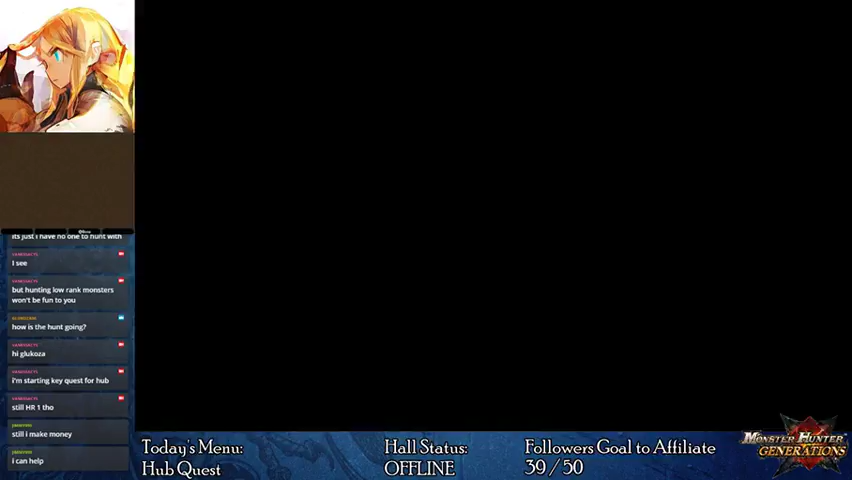 its just i have no one to hunt with
I see
but hunting low rank monsters
won't be fun to you
how is the hunt going?
hi glukoza
i'm starting key quest for hub
still HR 1 tho
still i make money
i can help
Today's Menu:
Hub Quest
Hall Status:
OFFLINE
Followers Goal to Affiliate
39 / 50
MONSTER HUNTER
GENERATIONS